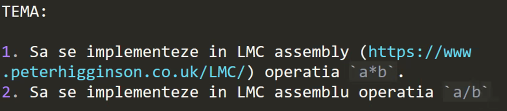 TEMA:
1. Sa se implementeze in LMC assembly (https://www
.peterhigginson.co.uk/LMC/) operatia `a*b`.
2. Sa se implementeze in LMC assemblu operatia `a/b`